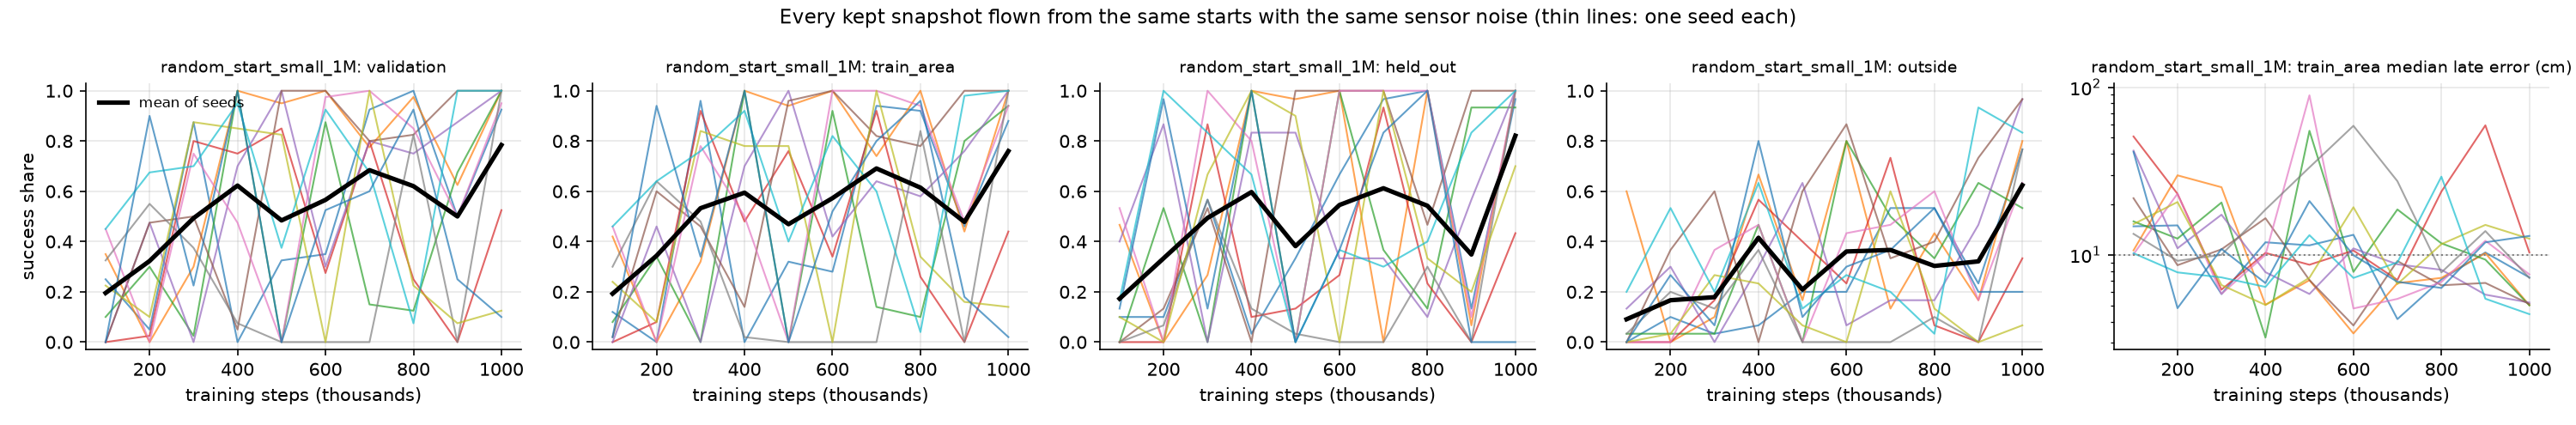 Every kept snapshot flown from the same starts with the same sensor noise (thin lines: one seed each)
random_start_small_1M: validation
success share
1.0
0.8
0.6
0.4
0.2
0.0
mean of seeds
200 400 600 800 1000
training steps (thousands)
random_start_small_1M: train_area
1.0
0.8
0.6
0.4
0.2
0.0
200 400 600 800 1000
training steps (thousands)
random_start_small_1M: held_out
1.0
0.8
0.6
0.4
0.2
0.0
200 400 600 800 1000
training steps (thousands)
random_start_small_1M: outside
1.0
0.8
0.6
0.4
0.2
0.0
200 400 600 800 1000
training steps (thousands)
random_start_small_1M: train_area median late error (cm)
10²
10¹
200 400 600 800 1000
training steps (thousands)